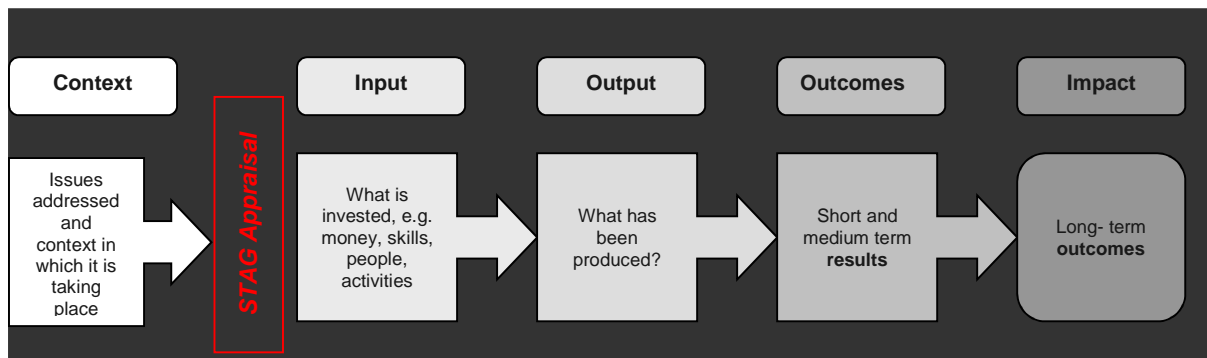 Context
Input
Output
Outcomes
Impact
STAG Appraisal
Issues
addressed
and
context in
which it is
taking
place
What is
invested, e.g.
money, skills,
people,
activities
What has
been
produced?
Short and
medium term
results
Long- term
outcomes